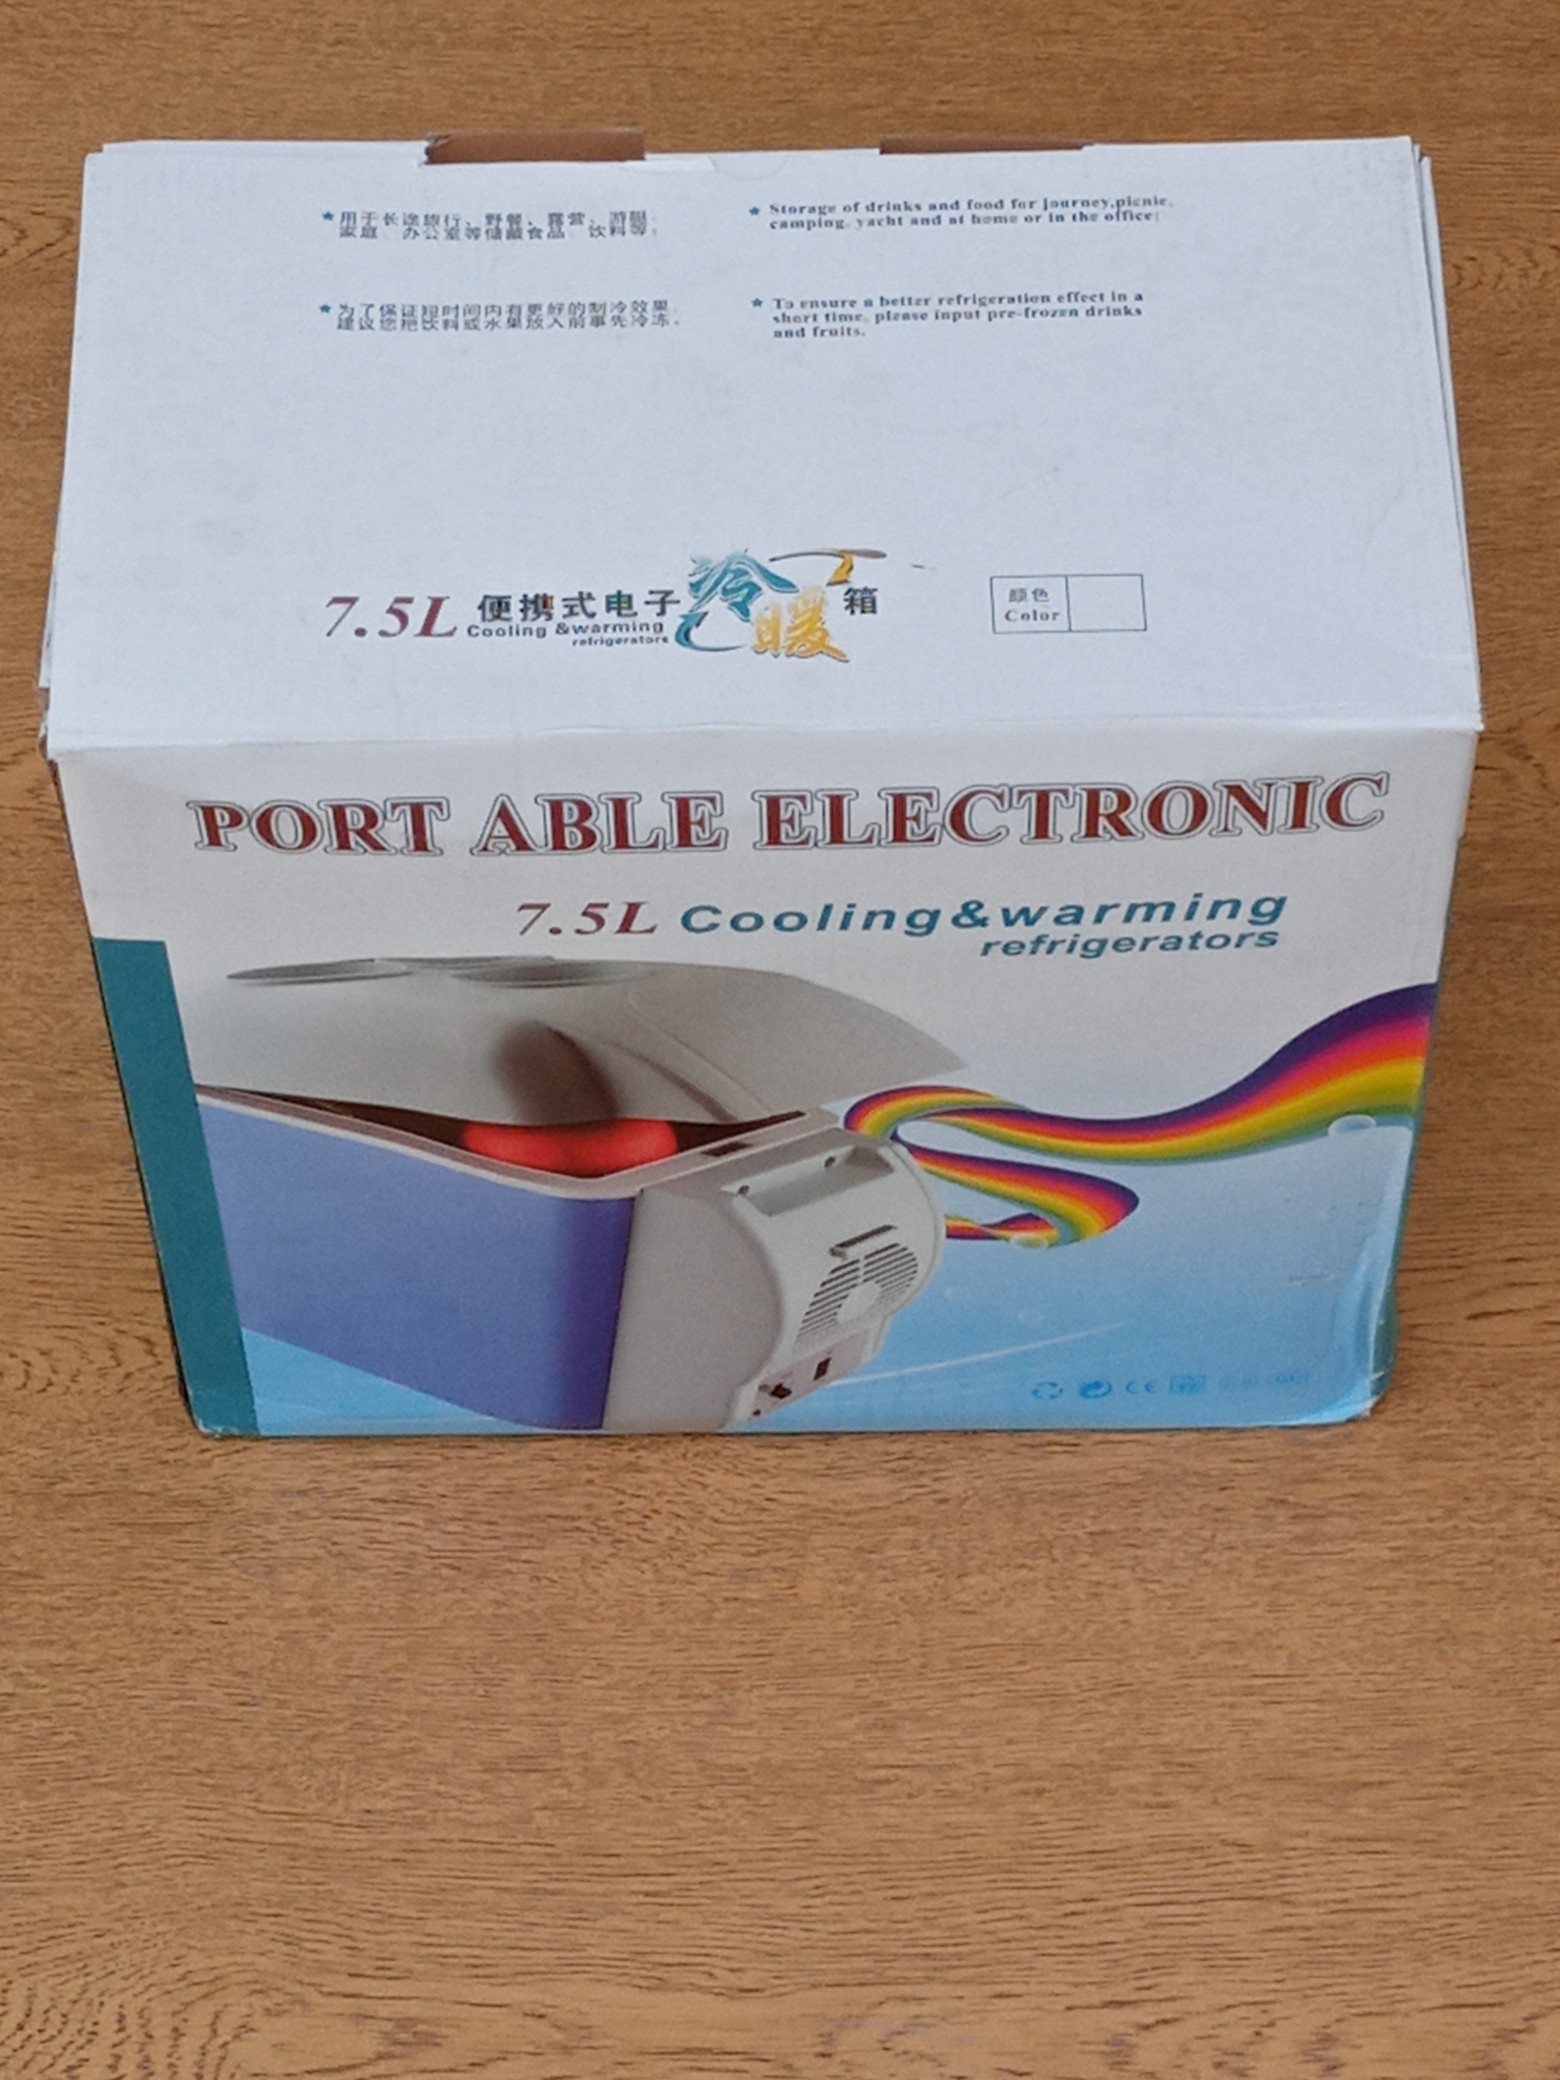 ★ 用于长途旅行、野餐、露营、游艇、
家庭、办公室等储藏食品、饮料等;
★ Storage of drinks and food for journey,picnic,
camping, yacht and at home or in the office;
★ 为了保证短时间内有更好的制冷效果,
建议您把饮料或水果放入前事先冷冻。
★ To ensure a better refrigeration effect in a
short time, please input pre-frozen drinks
and fruits.
7.5L 便携式电子冷暖箱
Cooling &warming
refrigerators
颜色
Color
PORT ABLE ELECTRONIC
7.5L Cooling&warming
refrigerators
CE